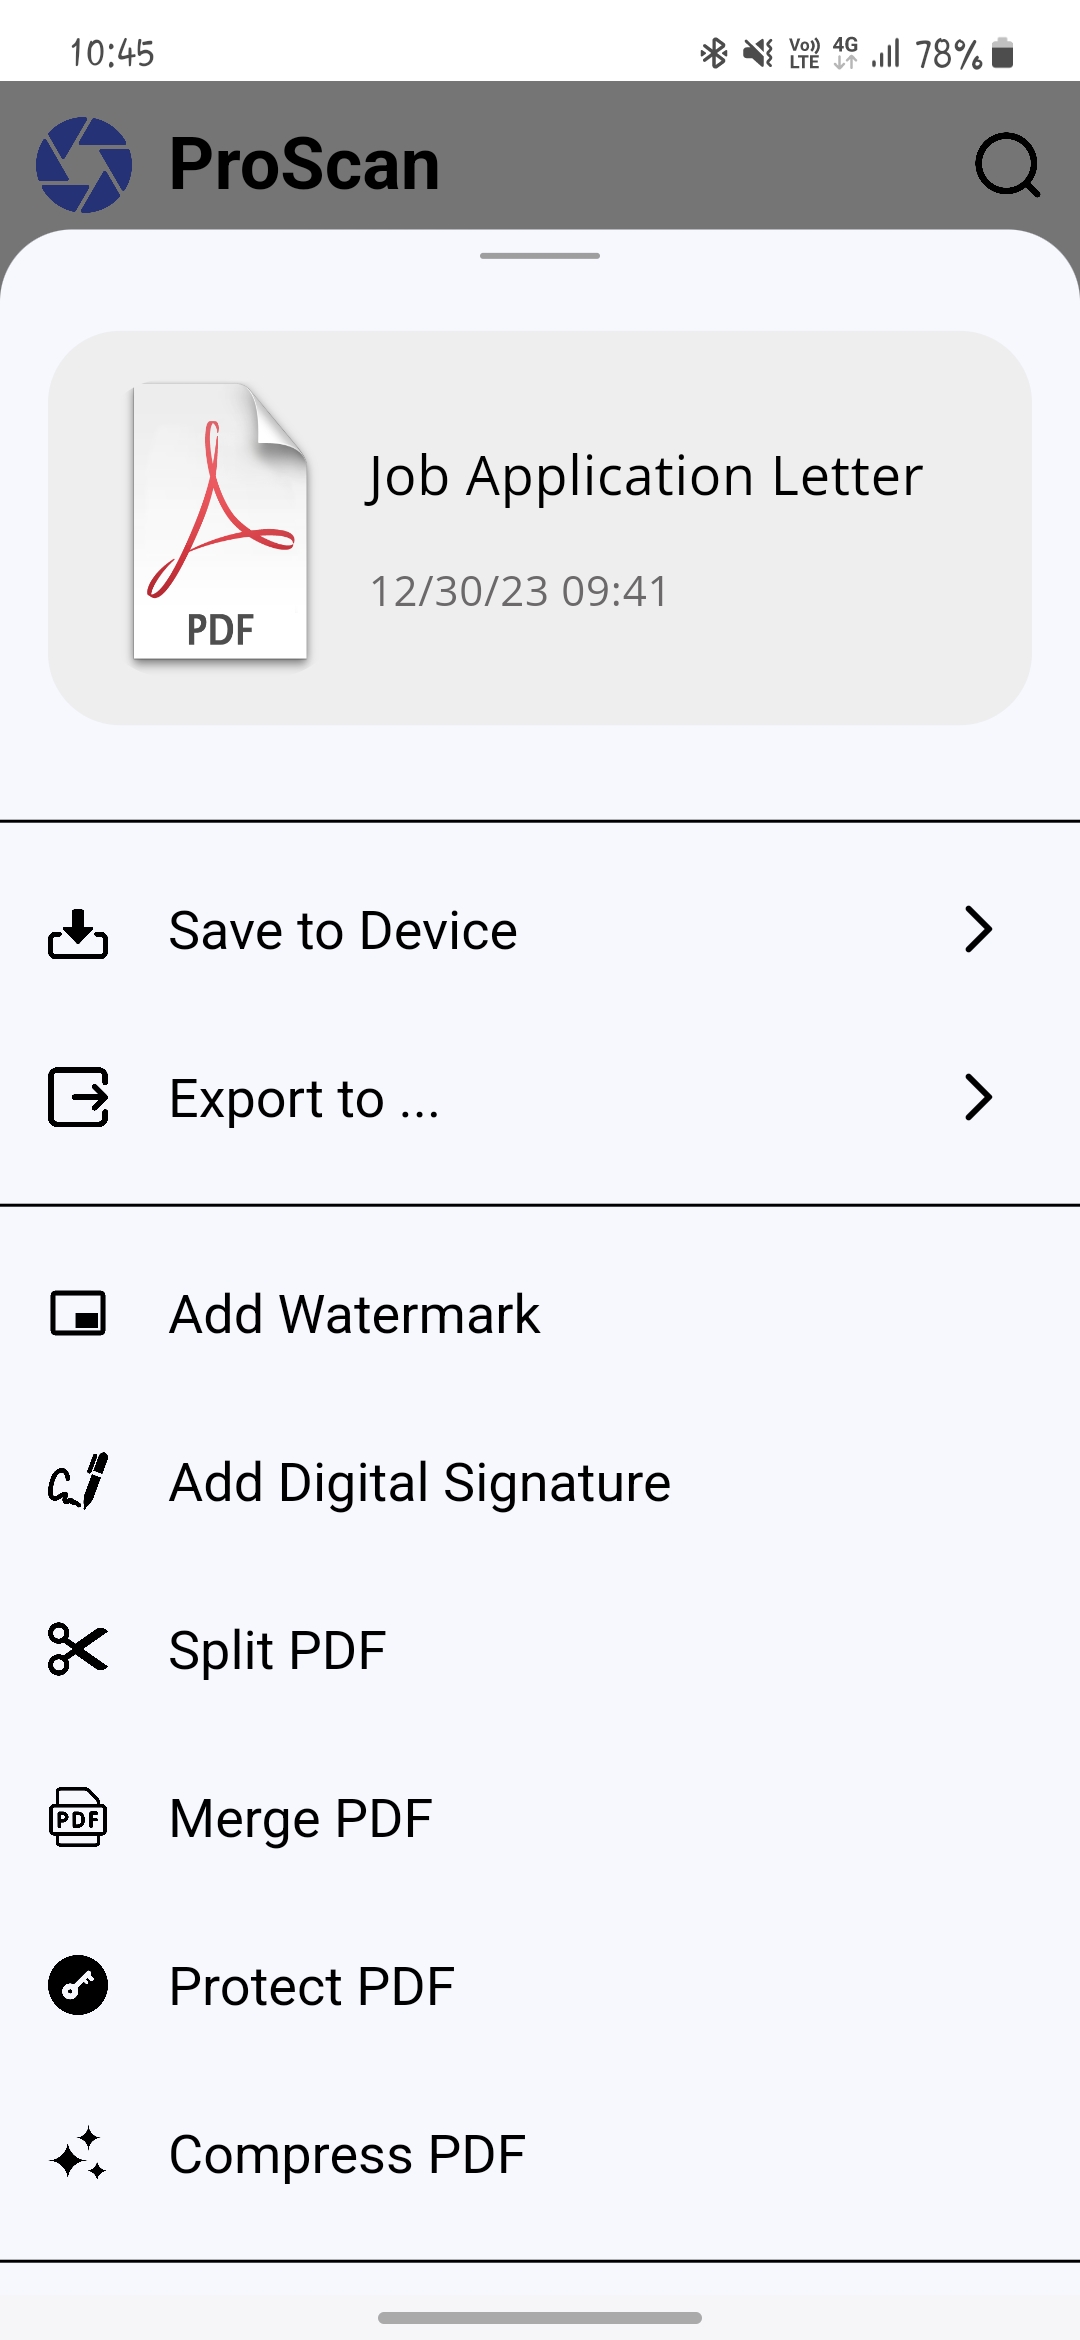 10:45
Vo)) LTE 4G 78%
ProScan
PDF
Job Application Letter
12/30/23 09:41
Save to Device
Export to ...
Add Watermark
Add Digital Signature
Split PDF
PDF Merge PDF
Protect PDF
Compress PDF